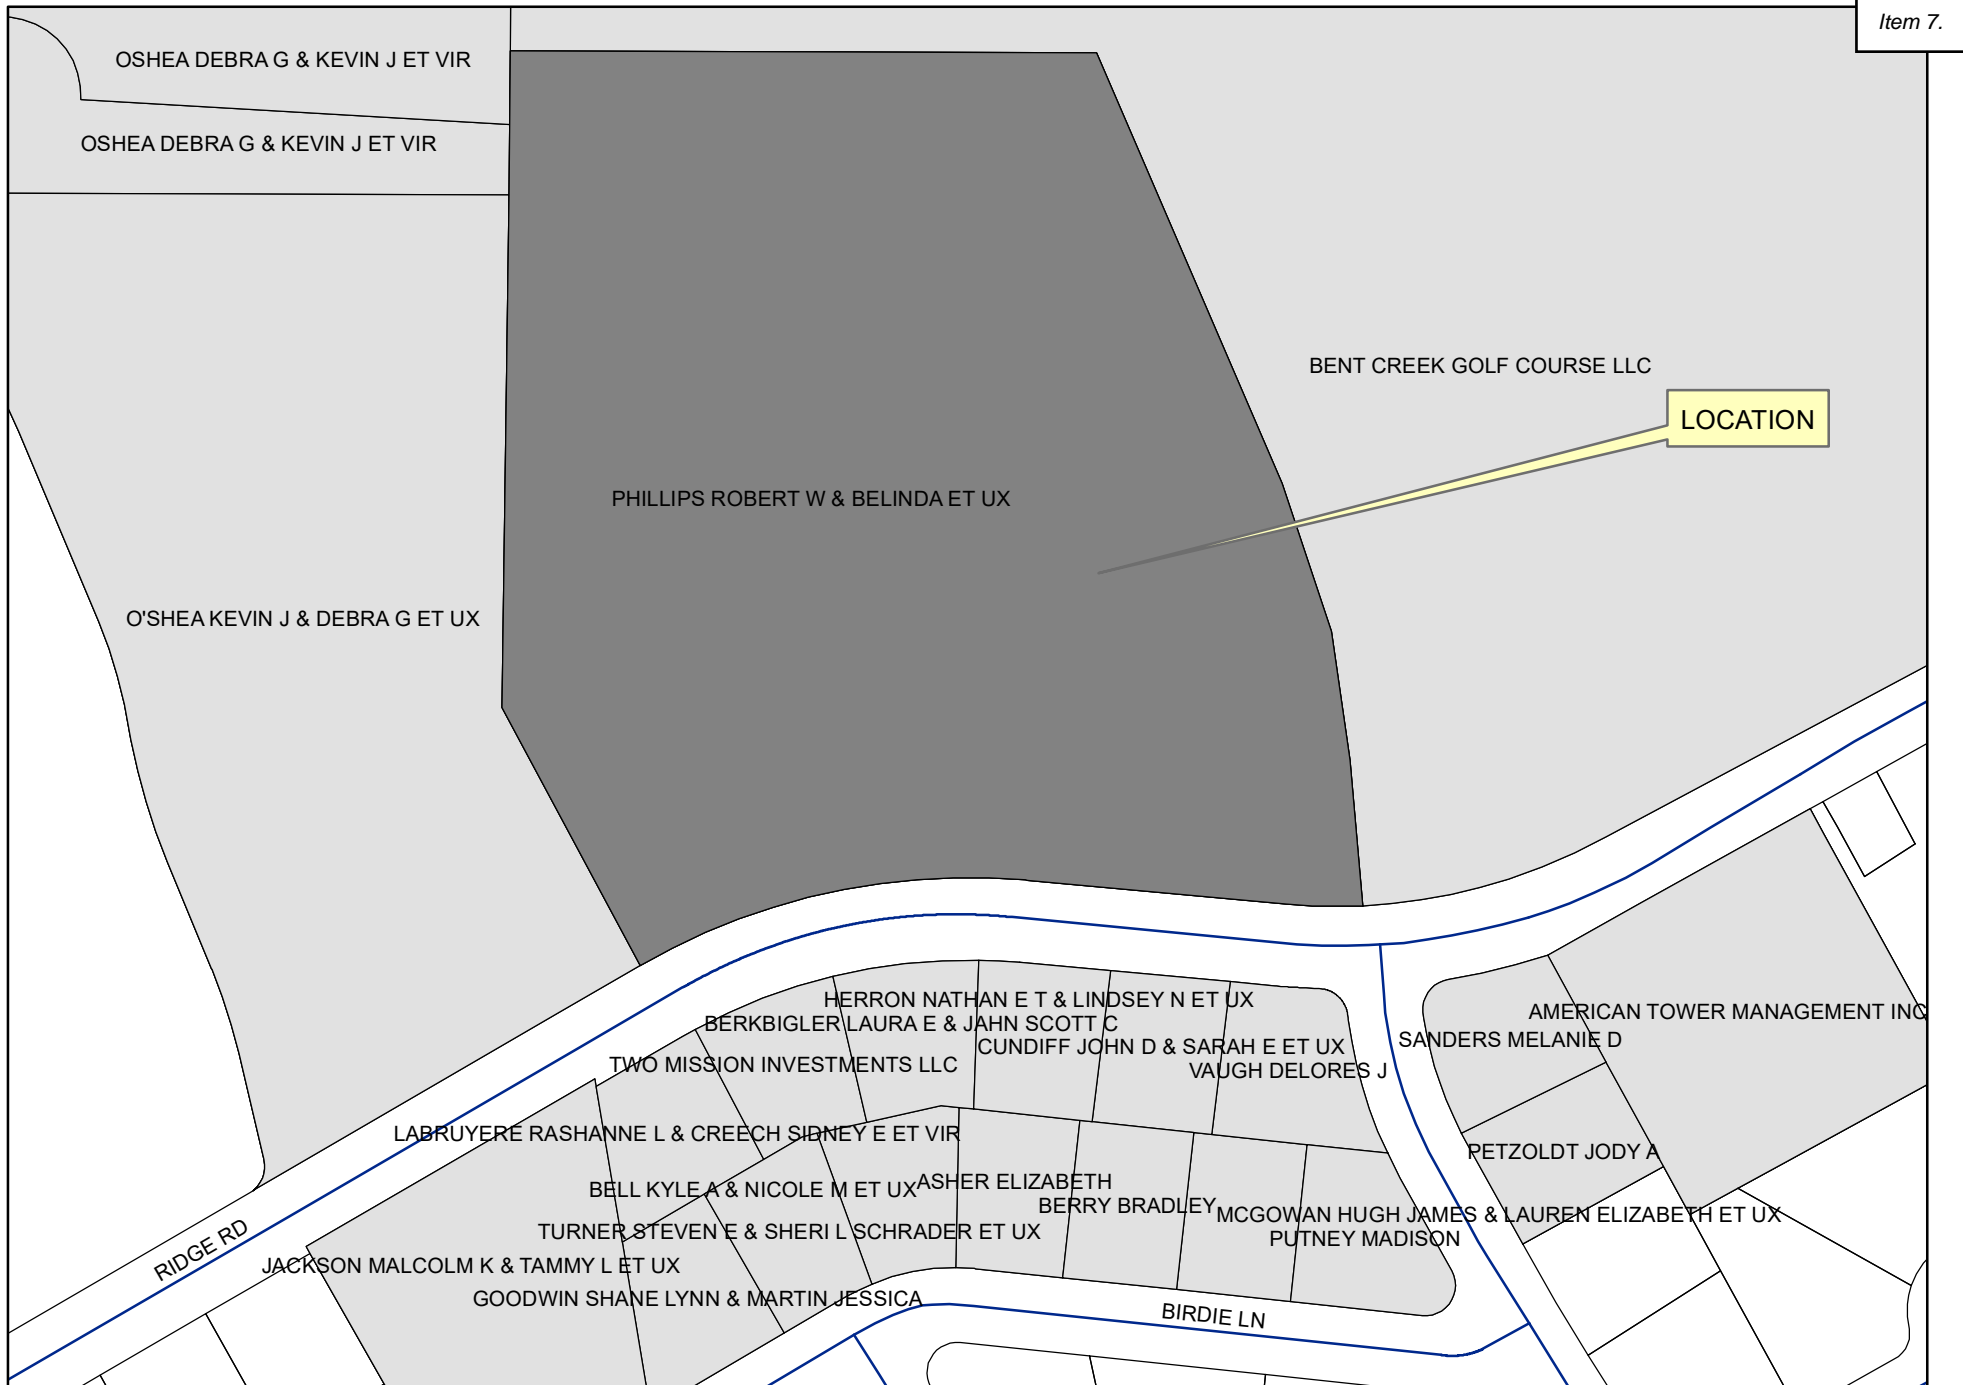 Item 7.
OSHEA DEBRA G & KEVIN J ET VIR
OSHEA DEBRA G & KEVIN J ET VIR
BENT CREEK GOLF COURSE LLC
LOCATION
PHILLIPS ROBERT W & BELINDA ET UX
O'SHEA KEVIN J & DEBRA G ET UX
HERRON NATHAN E T & LINDSEY N ET UX
AMERICAN TOWER MANAGEMENT INC
BERKBIGLER LAURA E & JAHN SCOTT C
SANDERS MELANIE D
CUNDIFF JOHN D & SARAH E ET UX
TWO MISSION INVESTMENTS LLC
VAUGH DELORES J
LABRUYERE RASHANNE L & CREECH SIDNEY E ET VIR
PETZOLDT JODY A
BELL KYLE A & NICOLE M ET UX
ASHER ELIZABETH
BERRY BRADLEY
MCGOWAN HUGH JAMES & LAUREN ELIZABETH ET UX
TURNER STEVEN E & SHERI L SCHRADER ET UX
PUTNEY MADISON
RIDGE RD
JACKSON MALCOLM K & TAMMY L ET UX
GOODWIN SHANE LYNN & MARTIN JESSICA
BIRDIE LN